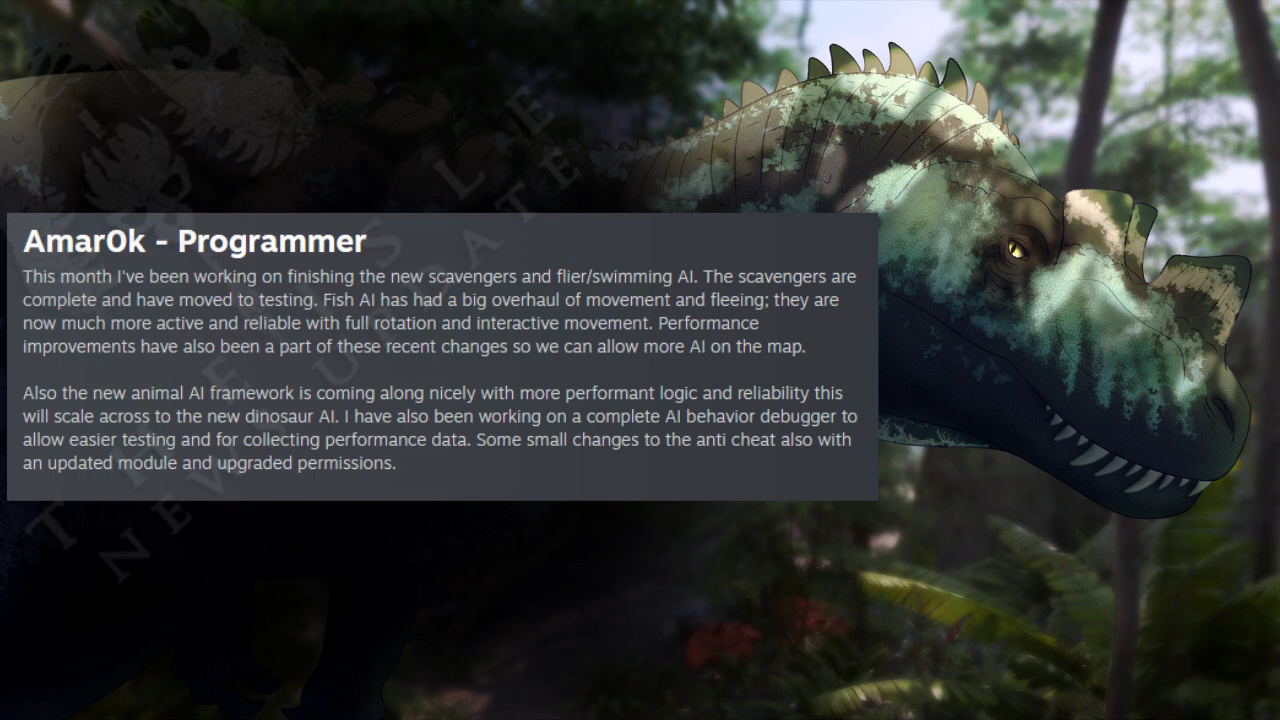 Amar0k - Programmer
This month I've been working on finishing the new scavengers and flier/swimming AI. The scavengers are
complete and have moved to testing. Fish AI has had a big overhaul of movement and fleeing; they are
now much more active and reliable with full rotation and interactive movement. Performance
improvements have also been a part of these recent changes so we can allow more AI on the map.
Also the new animal AI framework is coming along nicely with more performant logic and reliability this
will scale across to the new dinosaur AI. I have also been working on a complete AI behavior debugger to
allow easier testing and for collecting performance data. Some small changes to the anti cheat also with
an updated module and upgraded permissions.
THE ISLE
NEWS UPDATE